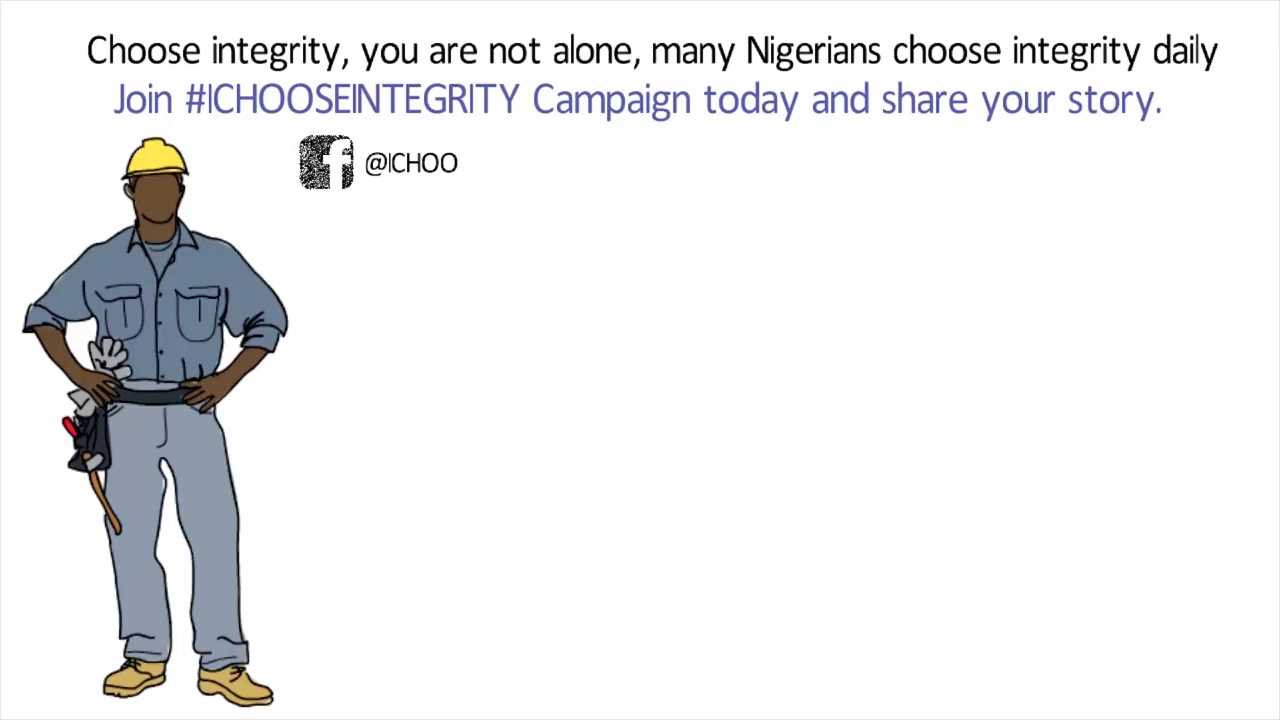 Choose integrity, you are not alone, many Nigerians choose integrity daily
Join #ICHOOSEINTEGRITY Campaign today and share your story.
@ICHOO